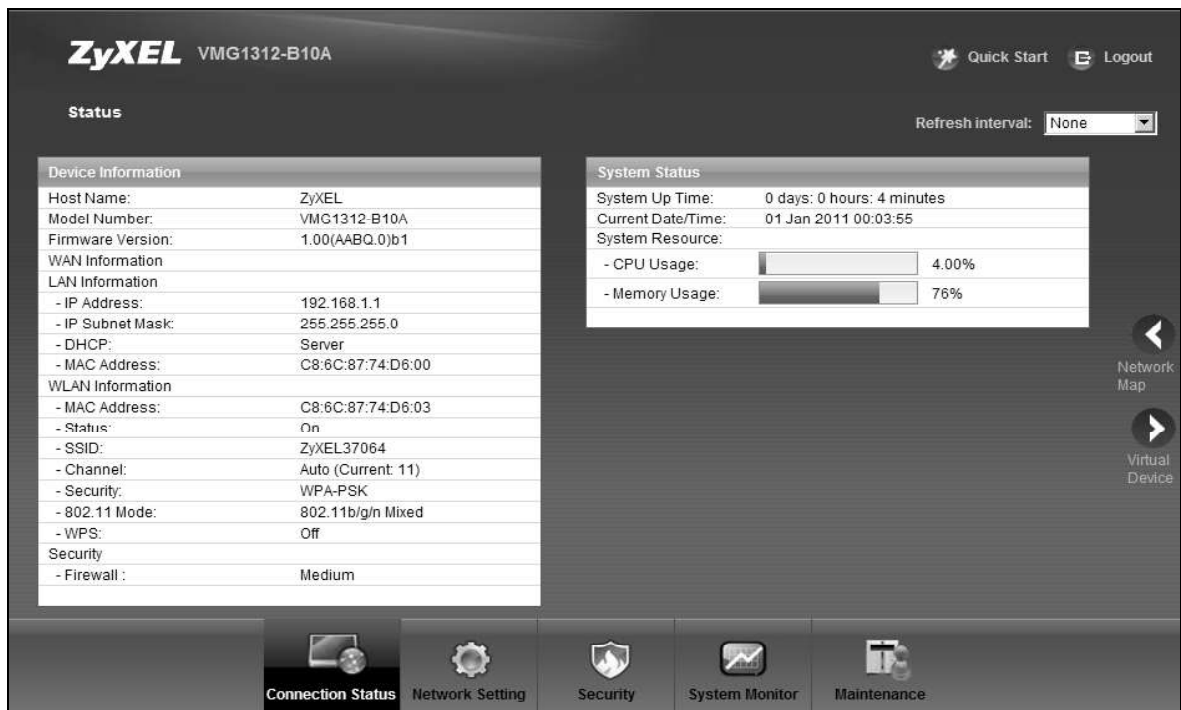 ZyXEL VMG1312-B10A
Quick Start Logout
Status
Refresh interval: None
Device Information
Host Name: ZyXEL
Model Number: VMG1312-B10A
Firmware Version: 1.00(AABQ.0)b1
WAN Information
LAN Information
- IP Address: 192.168.1.1
- IP Subnet Mask: 255.255.255.0
- DHCP: Server
- MAC Address: C8:6C:87:74:D6:00
WLAN Information
- MAC Address: C8:6C:87:74:D6:03
- Status: On
- SSID: ZyXEL37064
- Channel: Auto (Current: 11)
- Security: WPA-PSK
- 802.11 Mode: 802.11b/g/n Mixed
- WPS: Off
Security
- Firewall : Medium
System Status
System Up Time: 0 days: 0 hours: 4 minutes
Current Date/Time: 01 Jan 2011 00:03:55
System Resource:
- CPU Usage: 4.00%
- Memory Usage: 76%
Network
Map
Virtual
Device
Connection Status Network Setting Security System Monitor Maintenance